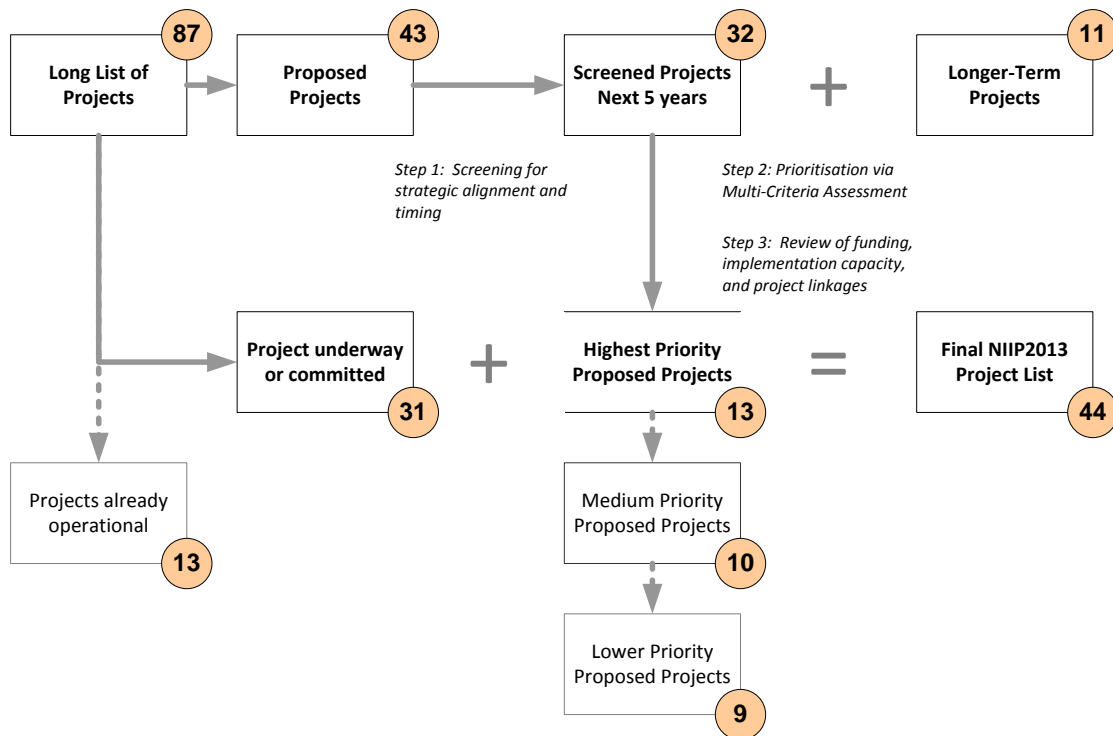 87
Long List of
Projects
43
Proposed
Projects
32
Screened Projects
Next 5 years
+
11
Longer-Term
Projects
Step 1:  Screening for
strategic alignment and
timing
Step 2: Prioritisation via
Multi-Criteria Assessment
Step 3:  Review of funding,
implementation capacity,
and project linkages
Project underway
or committed
31
+
Highest Priority
Proposed Projects
13
=
Final NIIP2013
Project List
44
Projects already
operational
13
Medium Priority
Proposed Projects
10
Lower Priority
Proposed Projects
9